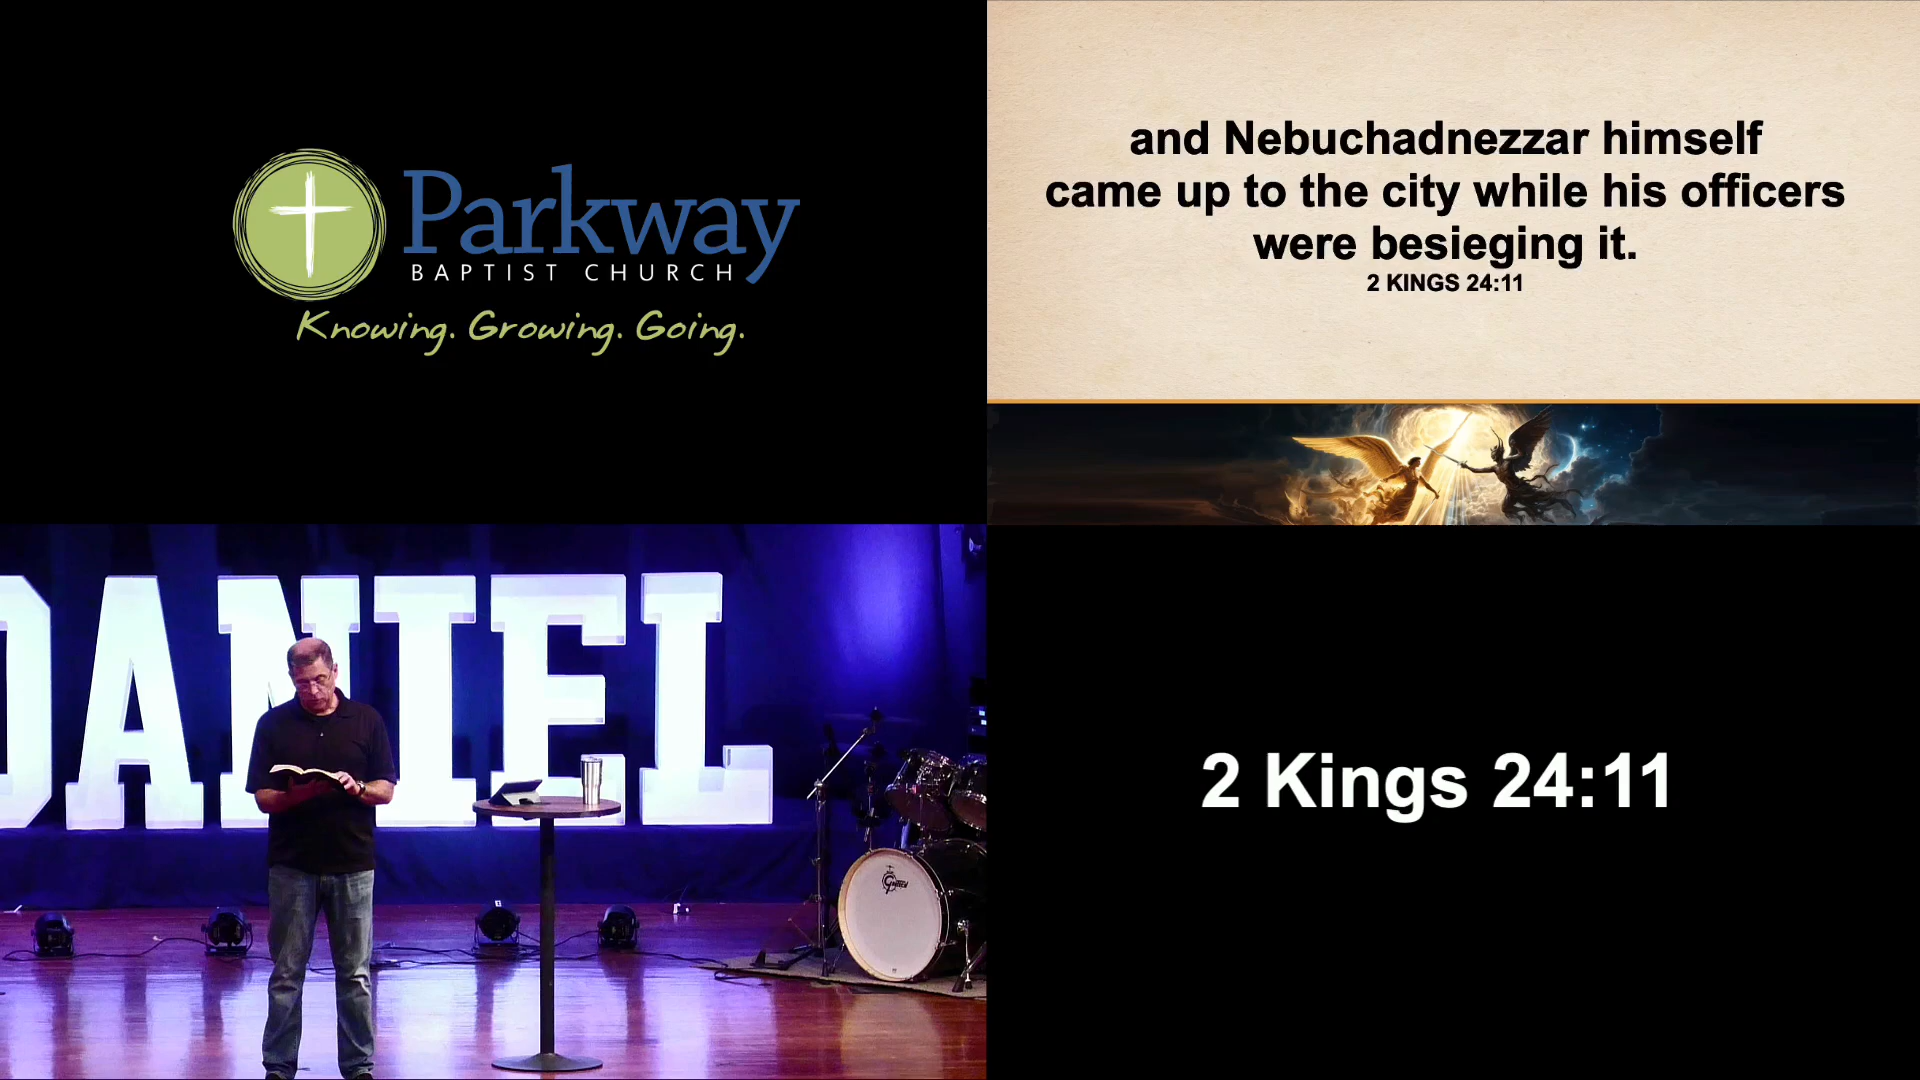 Parkway
BAPTIST CHURCH
Knowing. Growing. Going.
and Nebuchadnezzar himself
came up to the city while his officers
were besieging it.
2 KINGS 24:11
DANIEL
Gretsch
2 Kings 24:11